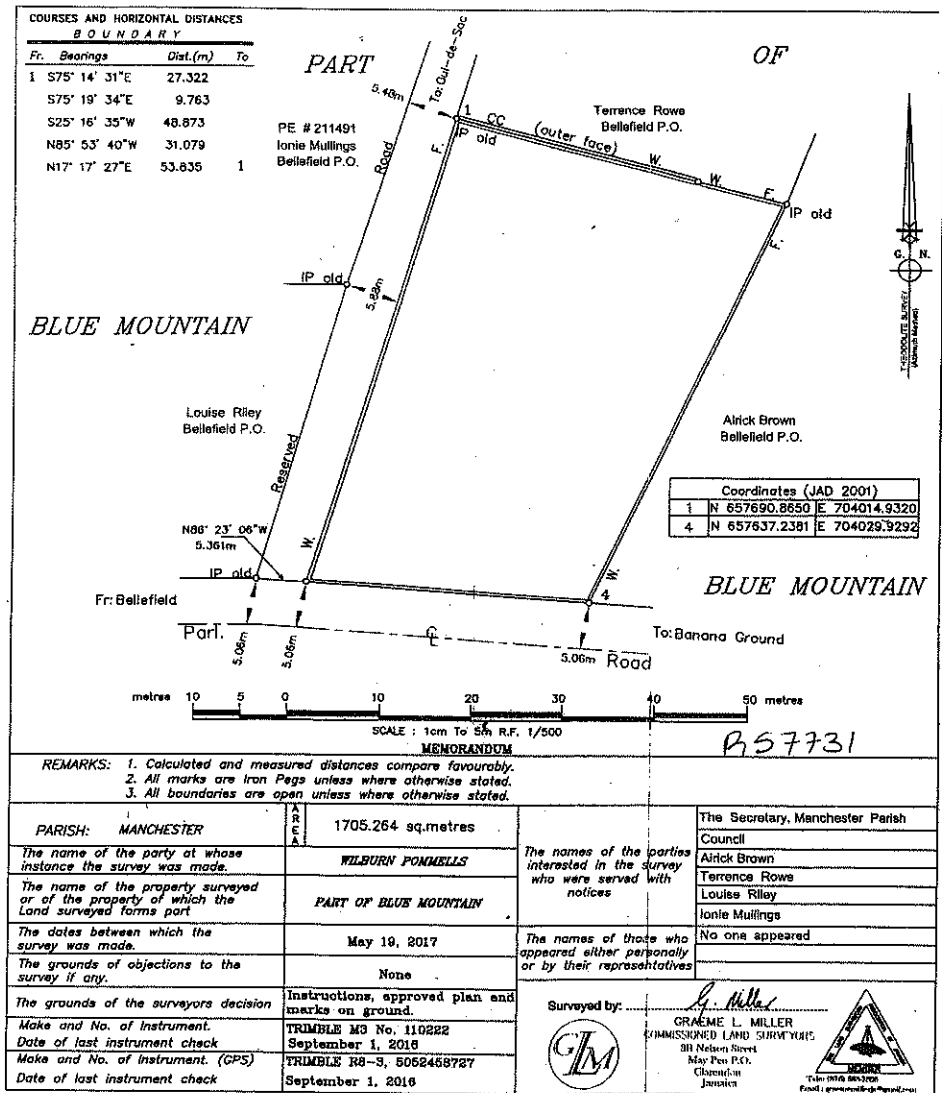 COURSES AND HORIZONTAL DISTANCES
BOUNDARY
Fr. Bearings Dist.(m) To
1 S75° 14' 31"E 27.322
S75° 19' 34"E 9.763
S25° 16' 35"W 48.873
N85° 53' 40"W 31.079
N17° 17' 27"E 53.835 1
PART
OF
To: Cul-de-Sac
5.48m
PE # 211491
Ionie Mullings
Bellefield P.O.
Road
1
CC
(outer face)
IP old
F.
W.
W.
F.
Terrence Rowe
Bellefield P.O.
IP old
F.
G. N.
THEODOLITE SURVEY
IP old
5.88m
BLUE MOUNTAIN
Louise Riley
Bellefield P.O.
Reserved
Alrick Brown
Bellefield P.O.
Coordinates (JAD 2001)
1 N 657690.8650 E 704014.9320
4 N 657637.2381 E 704029.9292
N86° 23' 06"W
5.361m
IP old
W.
W.
4
BLUE MOUNTAIN
Fr: Bellefield
To: Banana Ground
Parl.
5.06m
5.06m
CL
5.06m
Road
metres 10 5 0 10 20 30 40 50 metres
SCALE : 1cm To 5m R.F. 1/500
RS7731
MEMORANDUM
REMARKS: 1. Calculated and measured distances compare favourably.
2. All marks are Iron Pegs unless where otherwise stated.
3. All boundaries are open unless where otherwise stated.
PARISH: MANCHESTER
AREA
1705.264 sq.metres
The name of the party at whose
instance the survey was made.
WILBURN POMMELLS
The name of the property surveyed
or of the property of which the
Land surveyed forms part
PART OF BLUE MOUNTAIN
The dates between which the
survey was made.
May 19, 2017
The grounds of objections to the
survey if any.
None
The grounds of the surveyors decision
Instructions, approved plan and
marks on ground.
Make and No. of Instrument.
Date of last instrument check
TRIMBLE M3 No. 110222
September 1, 2016
Make and No. of Instrument. (GPS)
Date of last instrument check
TRIMBLE R8-3, 5052458727
September 1, 2016
The names of the parties
interested in the survey
who were served with
notices
The Secretary, Manchester Parish
Council
Alrick Brown
Terrence Rowe
Louise Riley
Ionie Mullings
The names of those who
appeared either personally
or by their representatives
No one appeared
Surveyed by: G. Miller
GLM
GRAEME L. MILLER
COMMISSIONED LAND SURVEYORS
8B Nelson Street
May Pen P.O.
Clarendon
Jamaica
MEMBER